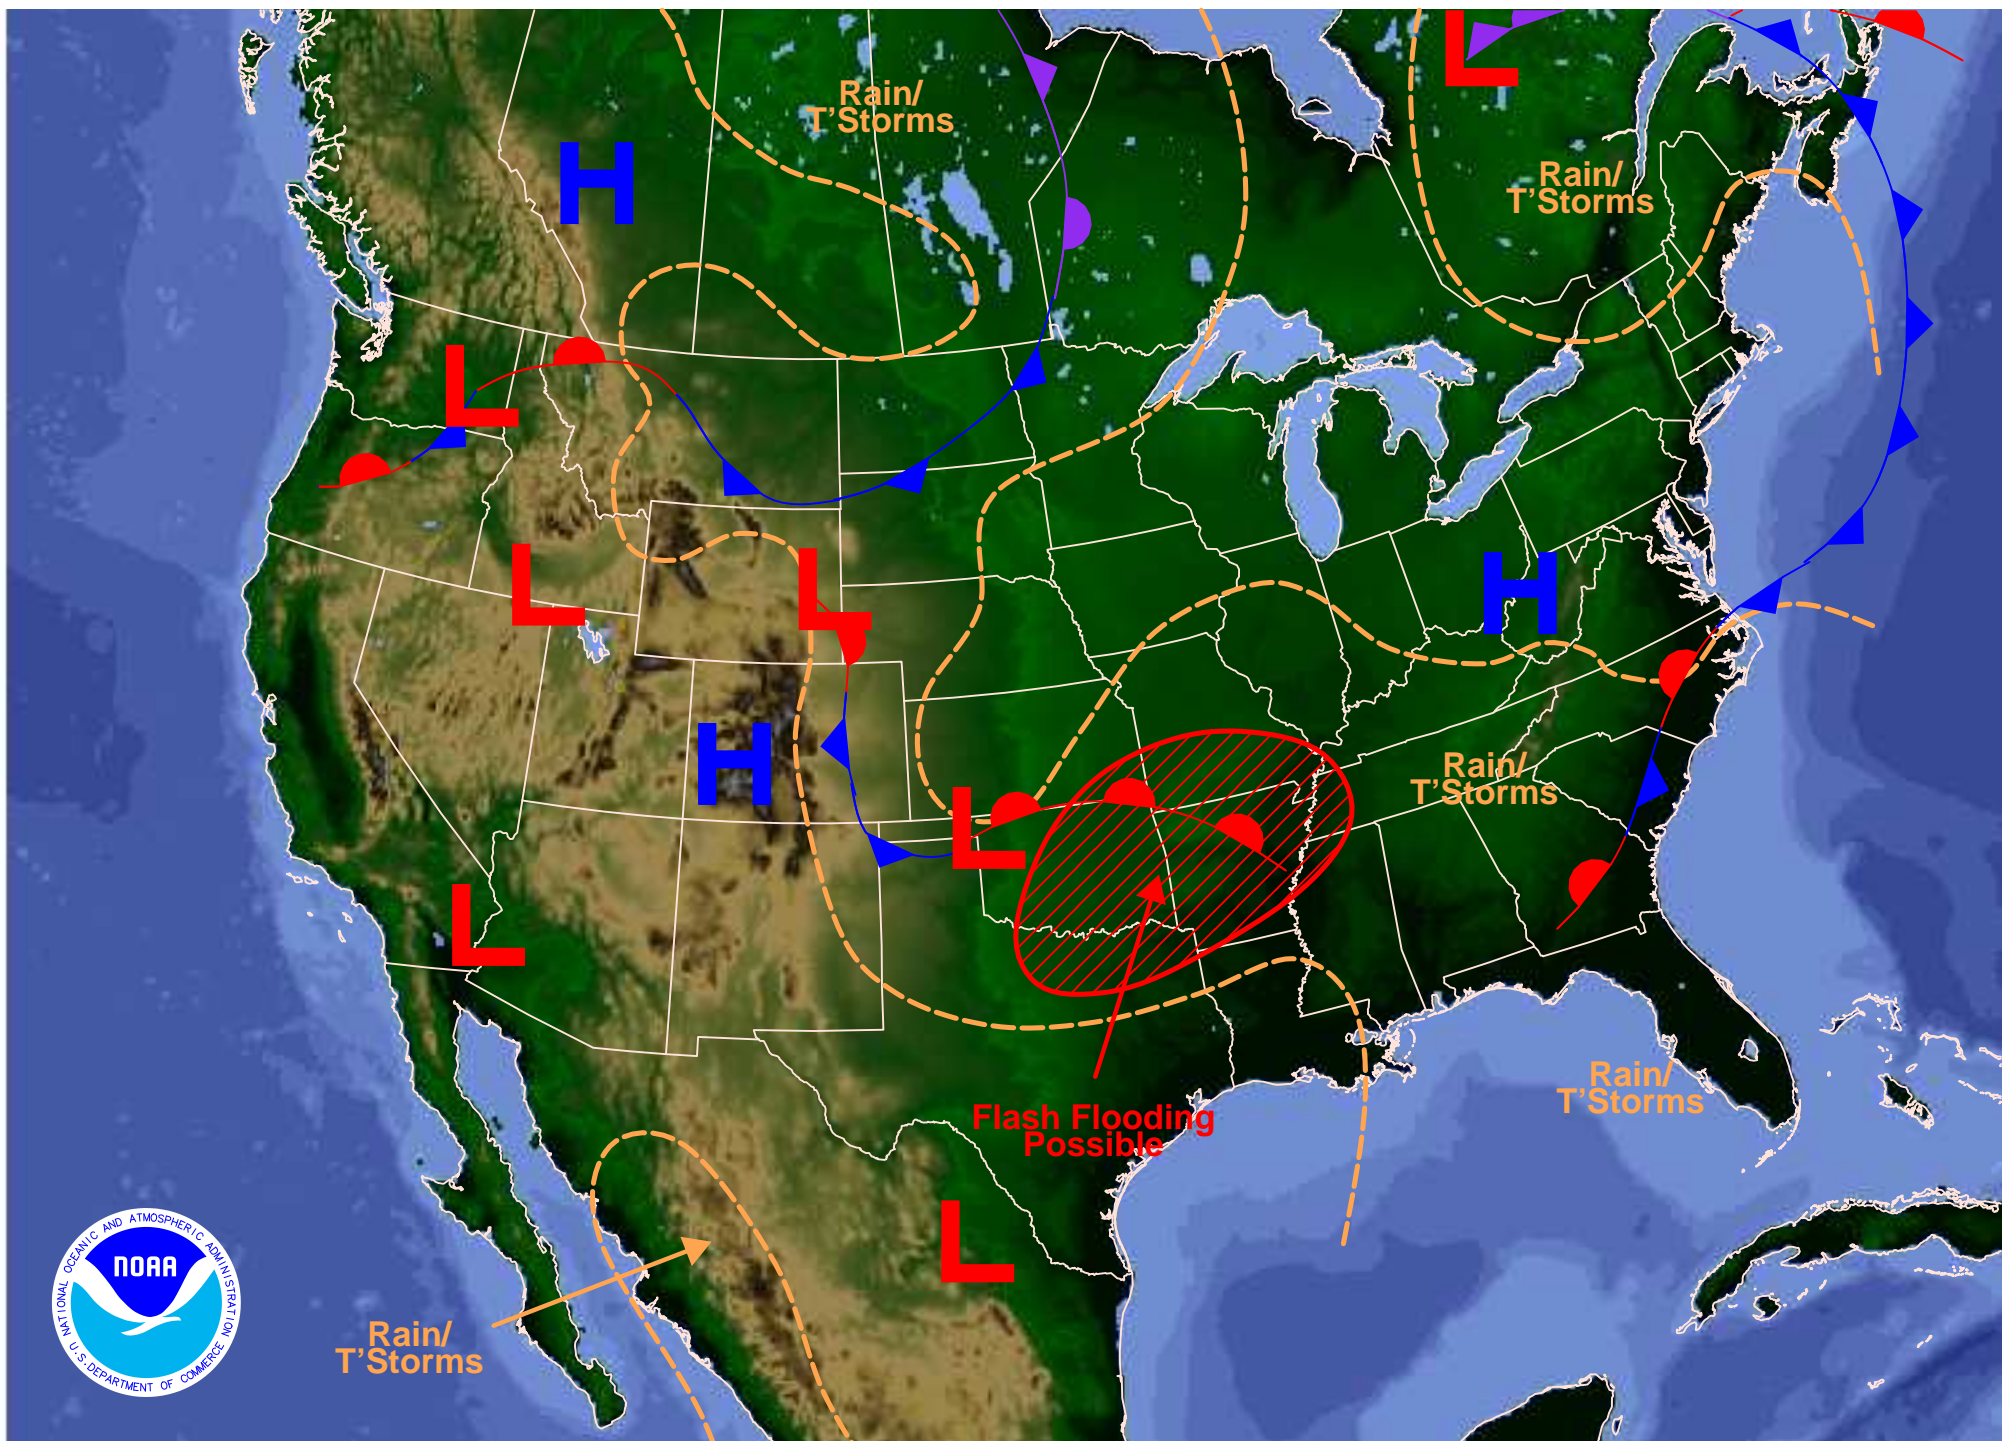 Rain/
T'Storms
L
Rain/
T'Storms
H
L
L
L
H
H
Rain/
T'Storms
L
L
Rain/
T'Storms
Flash Flooding
Possible
L
NATIONAL OCEANIC AND ATMOSPHERIC ADMINISTRATION
NOAA
U.S. DEPARTMENT OF COMMERCE
Rain/
T'Storms